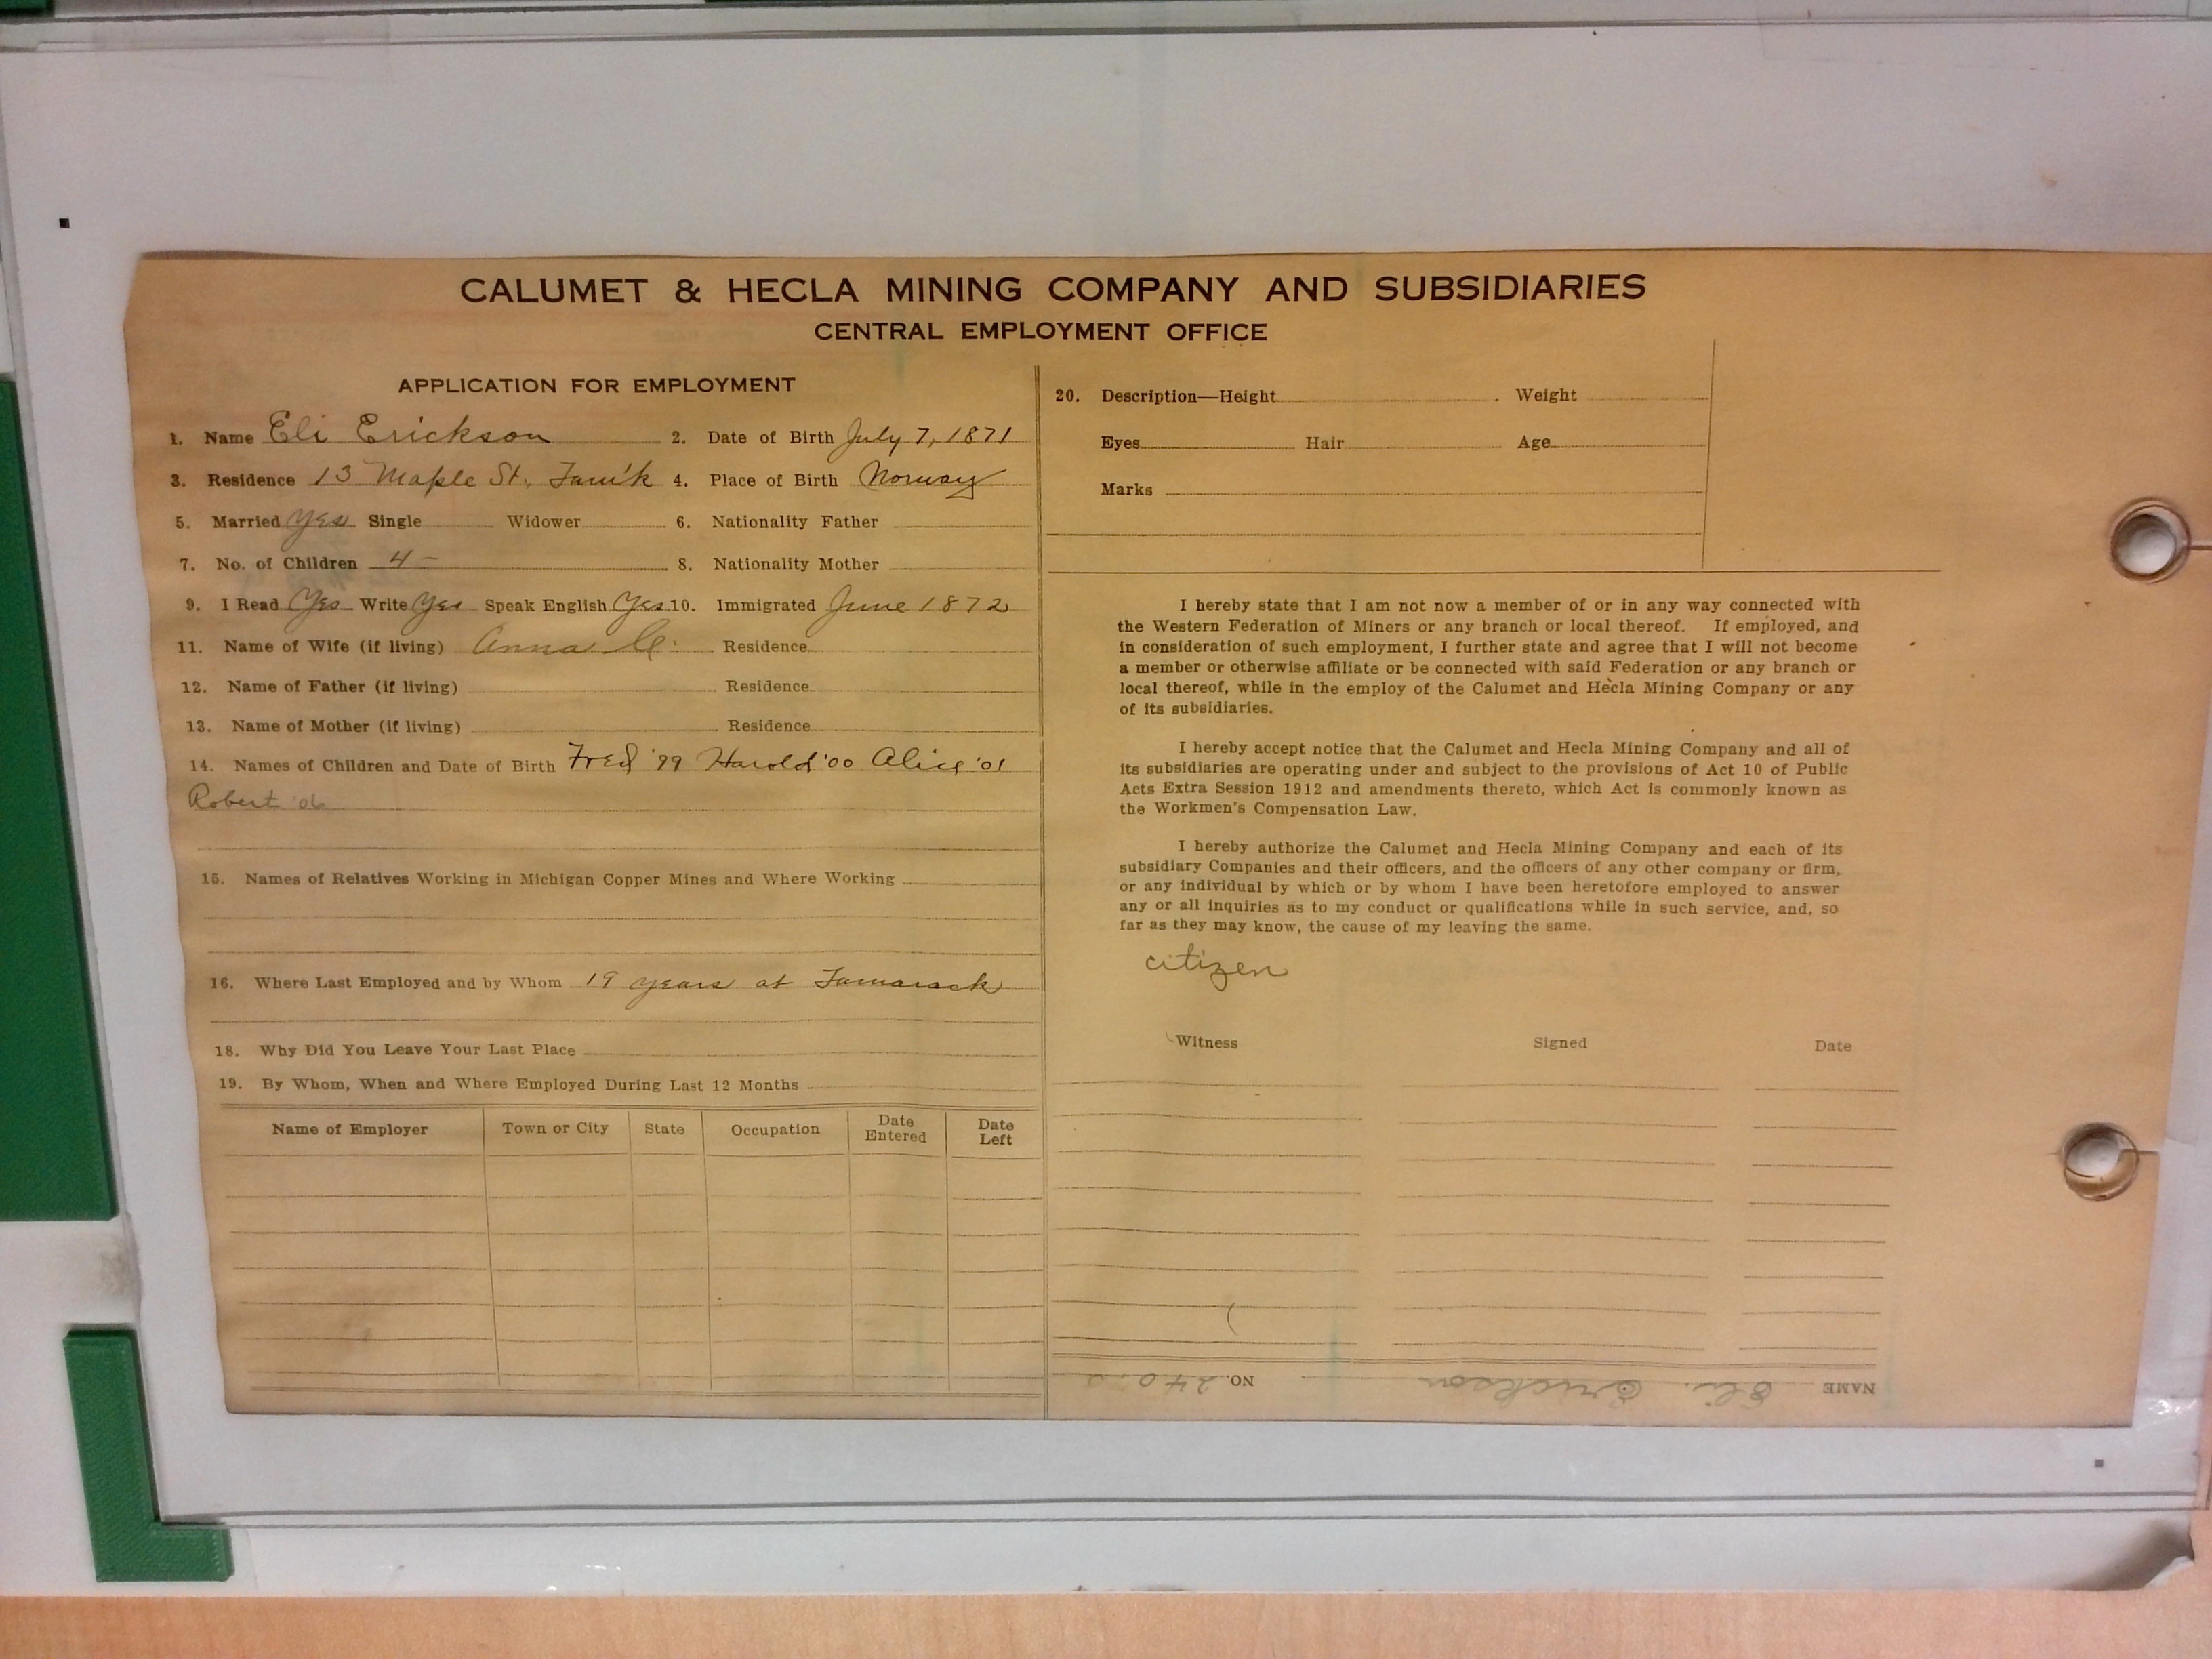 CALUMET & HECLA MINING COMPANY AND SUBSIDIARIES
CENTRAL EMPLOYMENT OFFICE
APPLICATION FOR EMPLOYMENT
1. Name Eli Erickson 2. Date of Birth July 7, 1871
3. Residence 13 Maple St. Tam'k 4. Place of Birth Norway
5. Married Yes Single Widower 6. Nationality Father
7. No. of Children 4 - 8. Nationality Mother
9. I Read Yes Write Yes Speak English Yes 10. Immigrated June 1872
11. Name of Wife (if living) Anna Residence
12. Name of Father (if living) Residence
13. Name of Mother (if living) Residence
14. Names of Children and Date of Birth Fred '99 Harold '00 Alice '01
Robert '06
15. Names of Relatives Working in Michigan Copper Mines and Where Working
16. Where Last Employed and by Whom 19 years at Tamarack
18. Why Did You Leave Your Last Place
19. By Whom, When and Where Employed During Last 12 Months
Name of Employer Town or City State Occupation Date Entered Date Left
20. Description—Height Weight
Eyes Hair Age
Marks
I hereby state that I am not now a member of or in any way connected with
the Western Federation of Miners or any branch or local thereof. If employed, and
in consideration of such employment, I further state and agree that I will not become
a member or otherwise affiliate or be connected with said Federation or any branch or
local thereof, while in the employ of the Calumet and Hecla Mining Company or any
of its subsidiaries.
I hereby accept notice that the Calumet and Hecla Mining Company and all of
its subsidiaries are operating under and subject to the provisions of Act 10 of Public
Acts Extra Session 1912 and amendments thereto, which Act is commonly known as
the Workmen's Compensation Law.
I hereby authorize the Calumet and Hecla Mining Company and each of its
subsidiary Companies and their officers, and the officers of any other company or firm,
or any individual by which or by whom I have been heretofore employed to answer
any or all inquiries as to my conduct or qualifications while in such service, and, so
far as they may know, the cause of my leaving the same.
citizen
Witness Signed Date
NAME Eli Erickson NO.